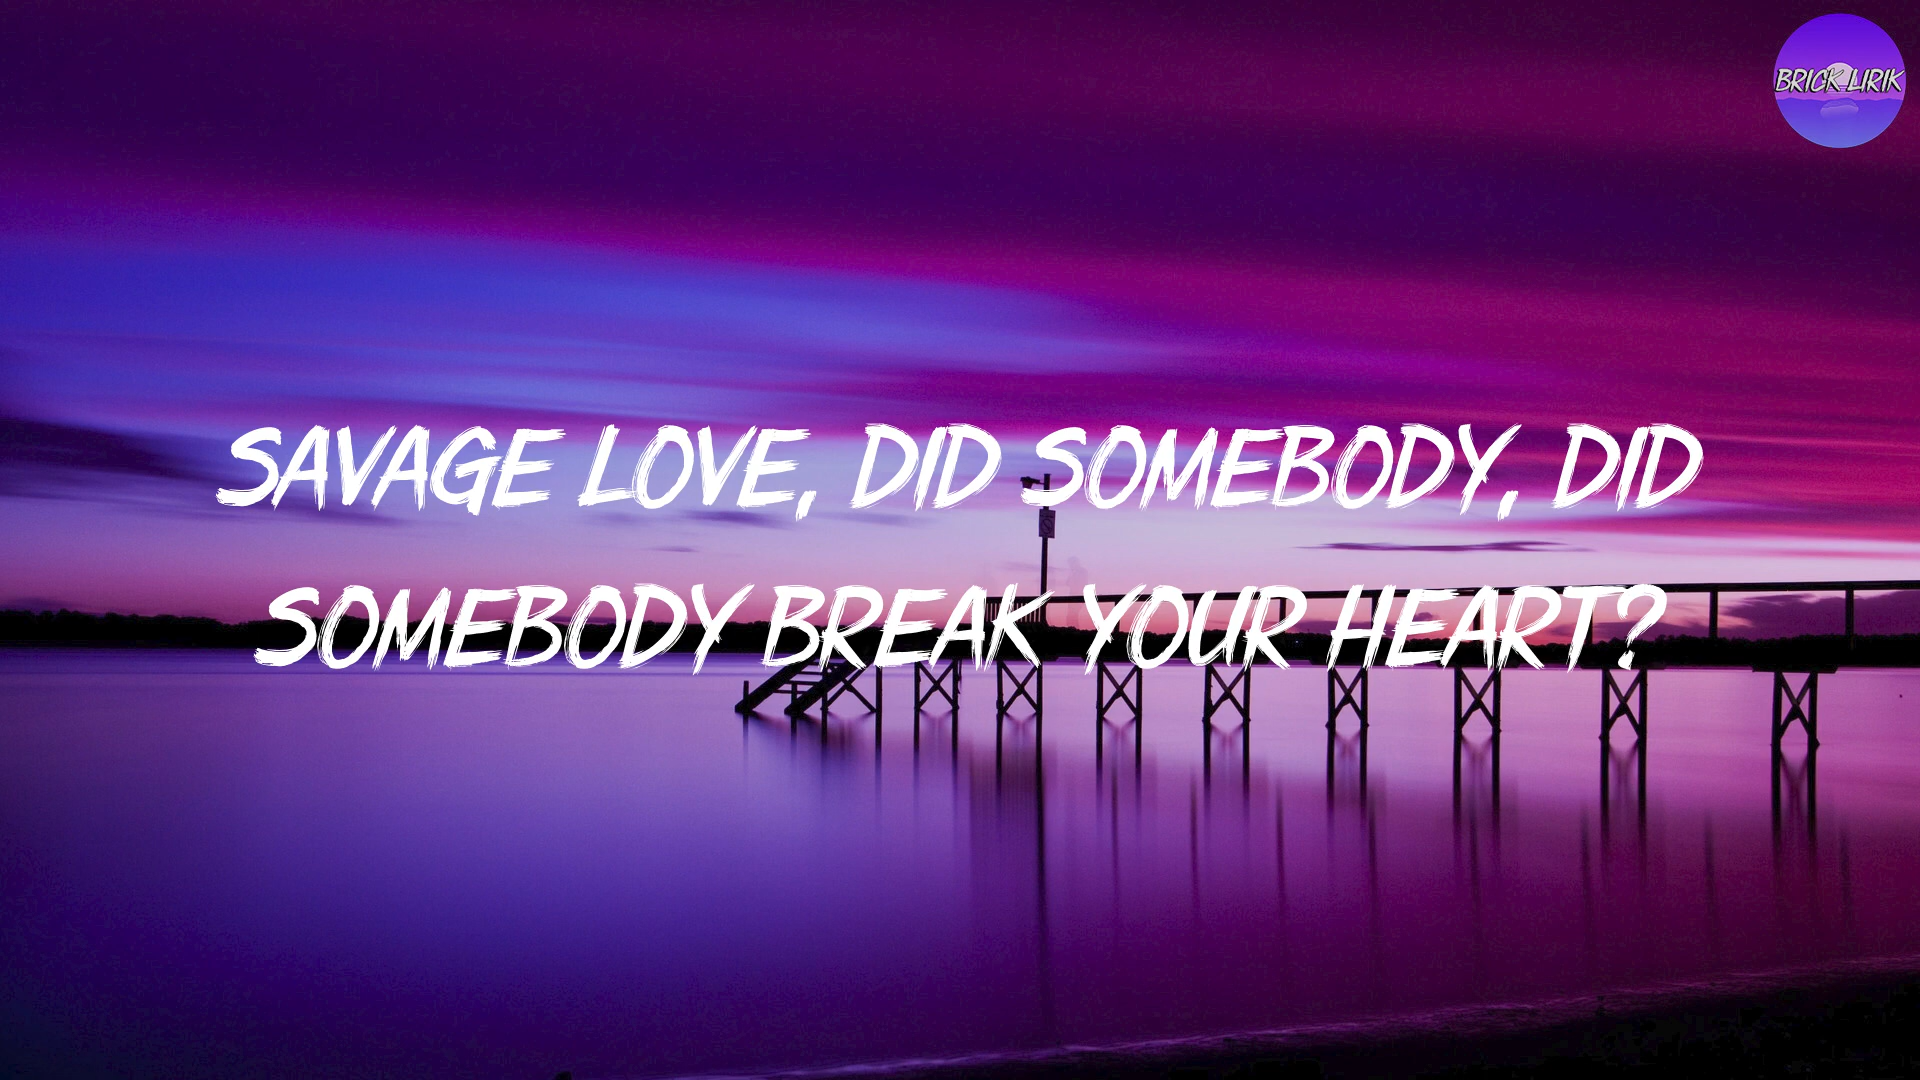 BRICK LIRIK
SAVAGE LOVE, DID SOMEBODY, DID
SOMEBODY BREAK YOUR HEART?